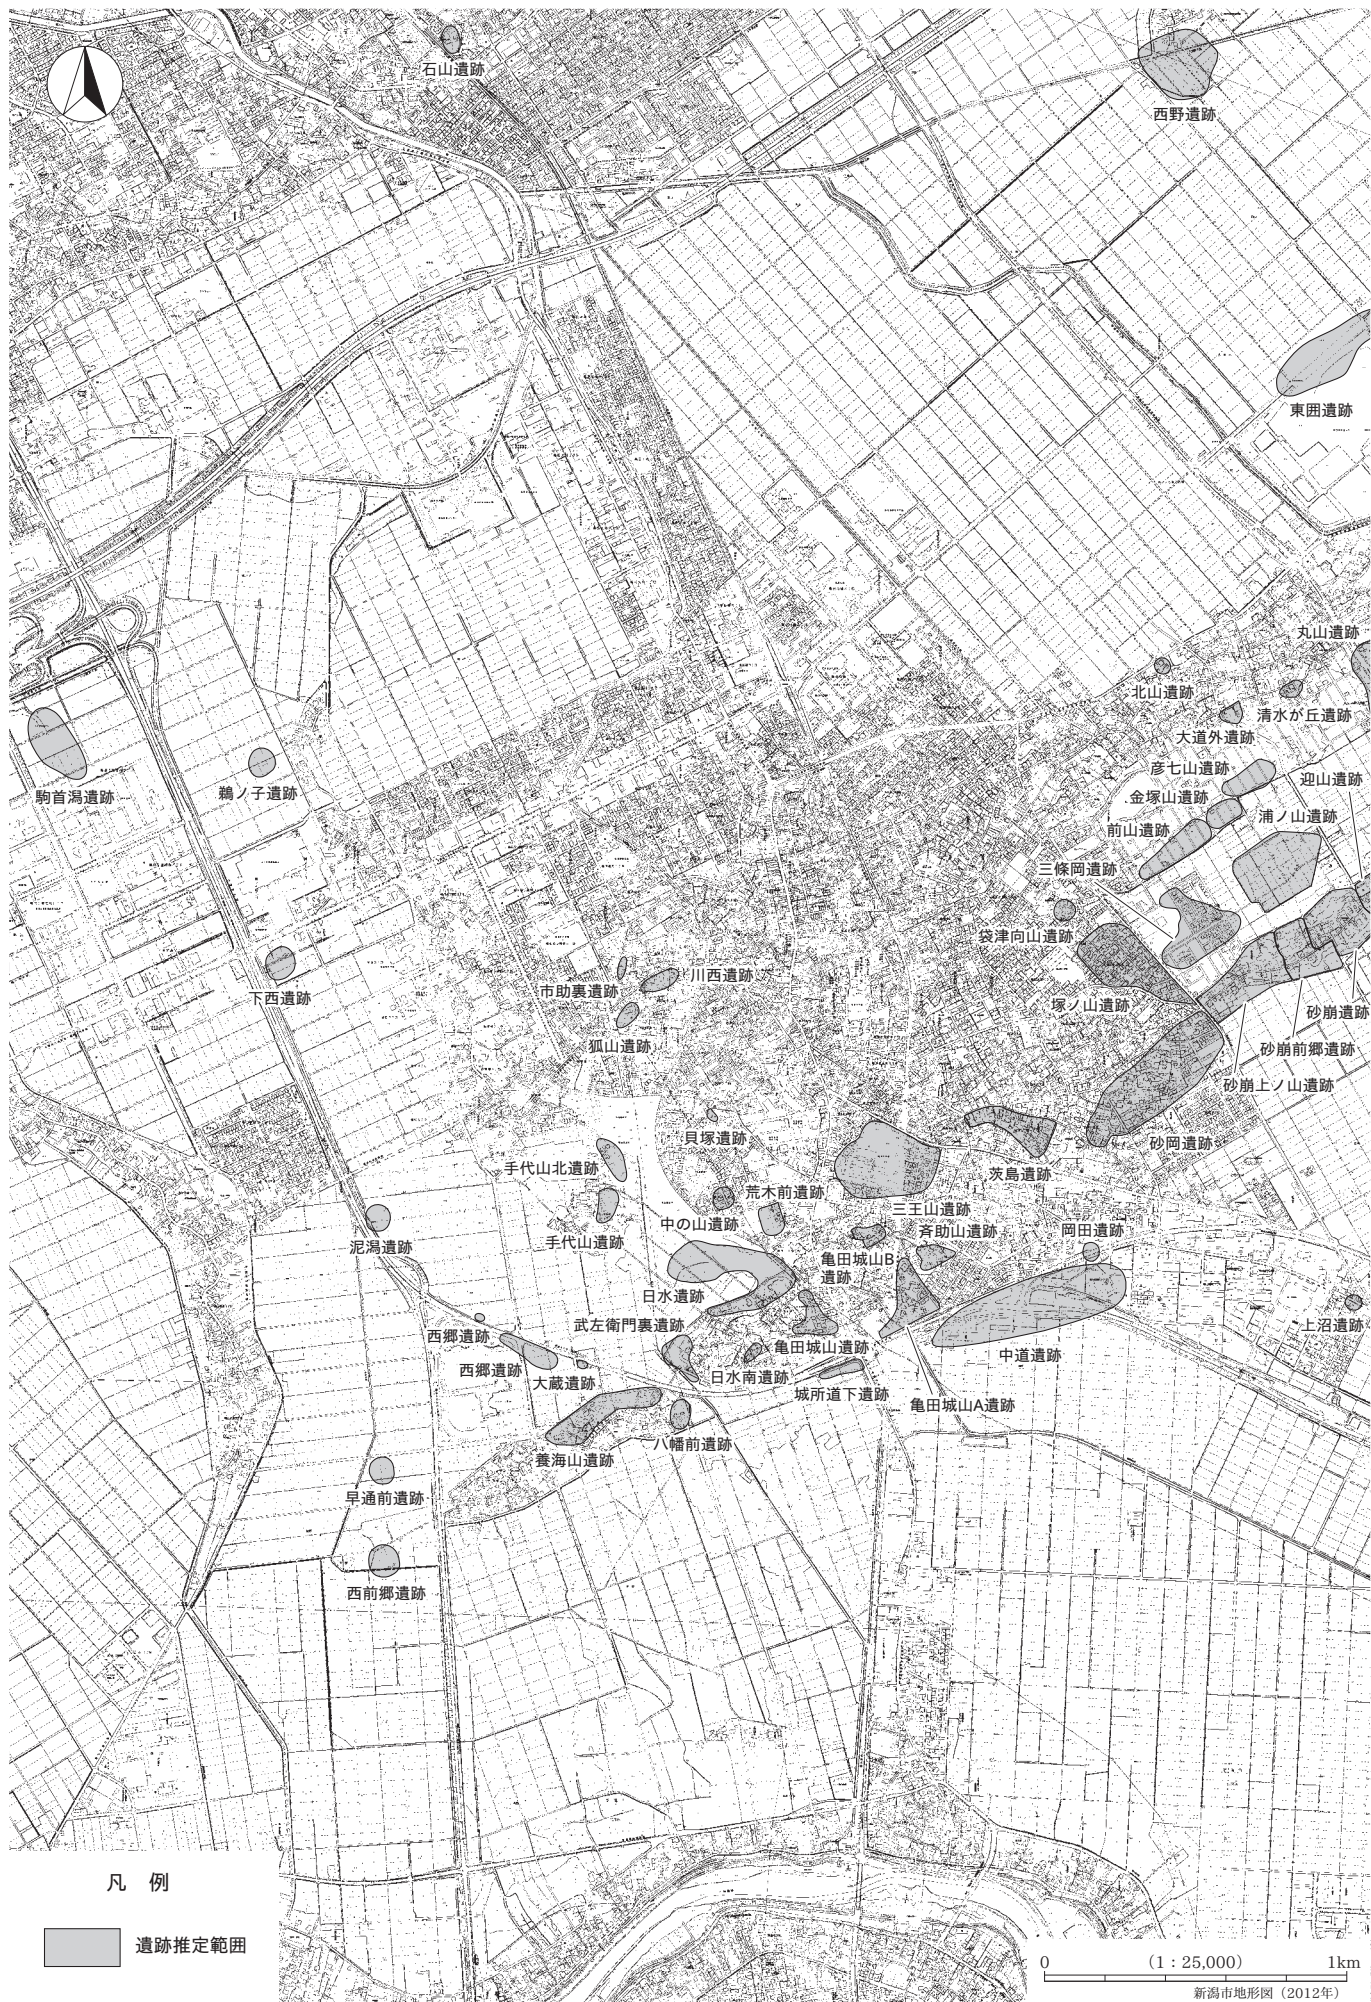 石山遺跡
西野遺跡
東囲遺跡
丸山遺跡
北山遺跡
清水が丘遺跡
大道外遺跡
彦七山遺跡
迎山遺跡
金塚山遺跡
浦ノ山遺跡
前山遺跡
三條岡遺跡
駒首潟遺跡
鵜ノ子遺跡
袋津向山遺跡
川西遺跡
市助裏遺跡
下西遺跡
塚ノ山遺跡
砂崩遺跡
狐山遺跡
砂崩前郷遺跡
砂崩上ノ山遺跡
貝塚遺跡
砂岡遺跡
手代山北遺跡
茨島遺跡
荒木前遺跡
三王山遺跡
中の山遺跡
斉助山遺跡
岡田遺跡
手代山遺跡
泥潟遺跡
亀田城山B
遺跡
日水遺跡
武左衛門裏遺跡
上沼遺跡
西郷遺跡
亀田城山遺跡
中道遺跡
西郷遺跡
大蔵遺跡
日水南遺跡
城所道下遺跡
亀田城山A遺跡
八幡前遺跡
養海山遺跡
早通前遺跡
西前郷遺跡
凡 例
遺跡推定範囲
0 (1:25,000) 1km
新潟市地形図(2012年)